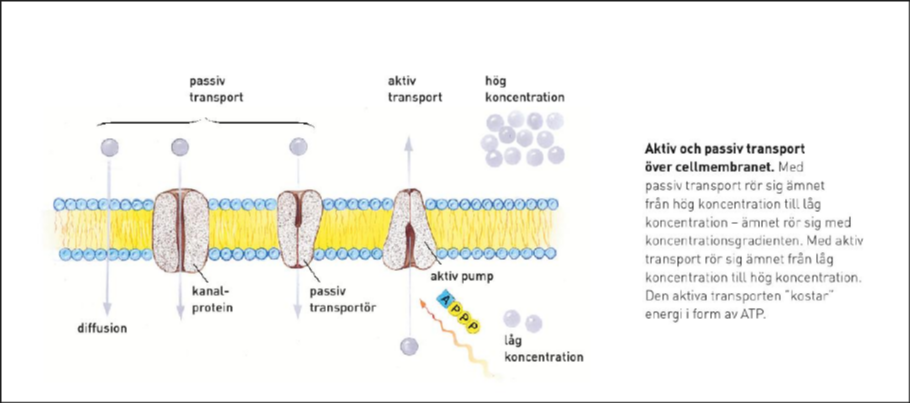 passiv
transport
aktiv
transport
hög
koncentration
kanal-
protein
passiv
transportör
aktiv pump
diffusion
A P P P
låg
koncentration
Aktiv och passiv transport
över cellmembranet. Med
passiv transport rör sig ämnet
från hög koncentration till låg
koncentration – ämnet rör sig med
koncentrationsgradienten. Med aktiv
transport rör sig ämnet från låg
koncentration till hög koncentration.
Den aktiva transporten "kostar"
energi i form av ATP.